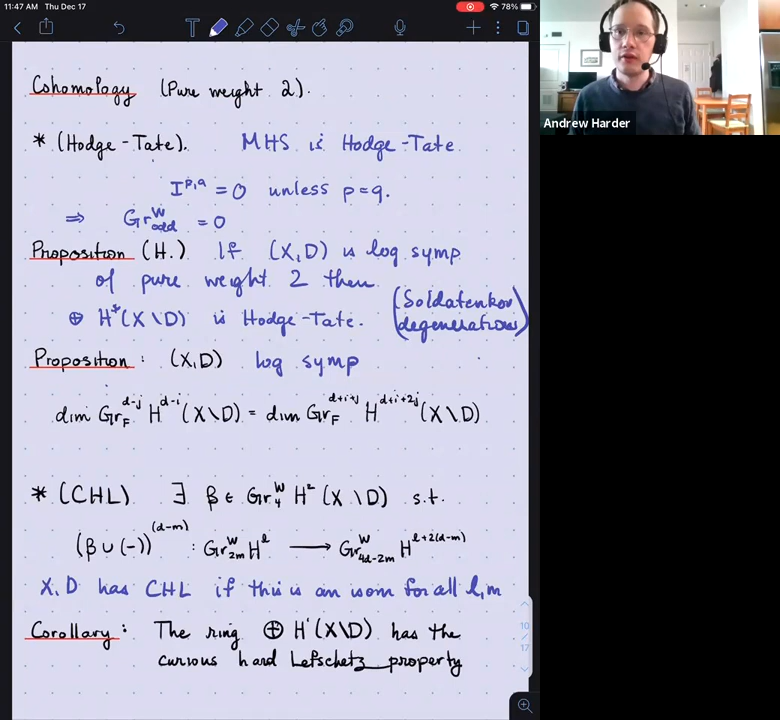 11:47 AM Thu Dec 17
78%
Cohomology (Pure weight 2).
* (Hodge-Tate). MHS is Hodge-Tate
I^{p,q} = 0 unless p=q.
⇒ Gr^W_{odd} = 0
Proposition (H.) If (X,D) is log symp
of pure weight 2 then
⊕ H^*(X\D) is Hodge-Tate. (Soldatenkov degenerations)
Proposition: (X,D) log symp
dim Gr_F^{d-j} H^{d-i}(X\D) = dim Gr_F^{d+i+j} H^{d+i+2j}(X\D)
* (CHL) ∃ β ∈ Gr^W_4 H^2(X\D) s.t.
(β∪(-))^{(d-m)} : Gr^W_{2m} H^ℓ ⟶ Gr^W_{4d-2m} H^{ℓ+2(d-m)}
X,D has CHL if this is an isom for all l,m
Corollary: The ring ⊕ H^•(X\D) has the
curious hard Lefschetz property
10
17
Andrew Harder